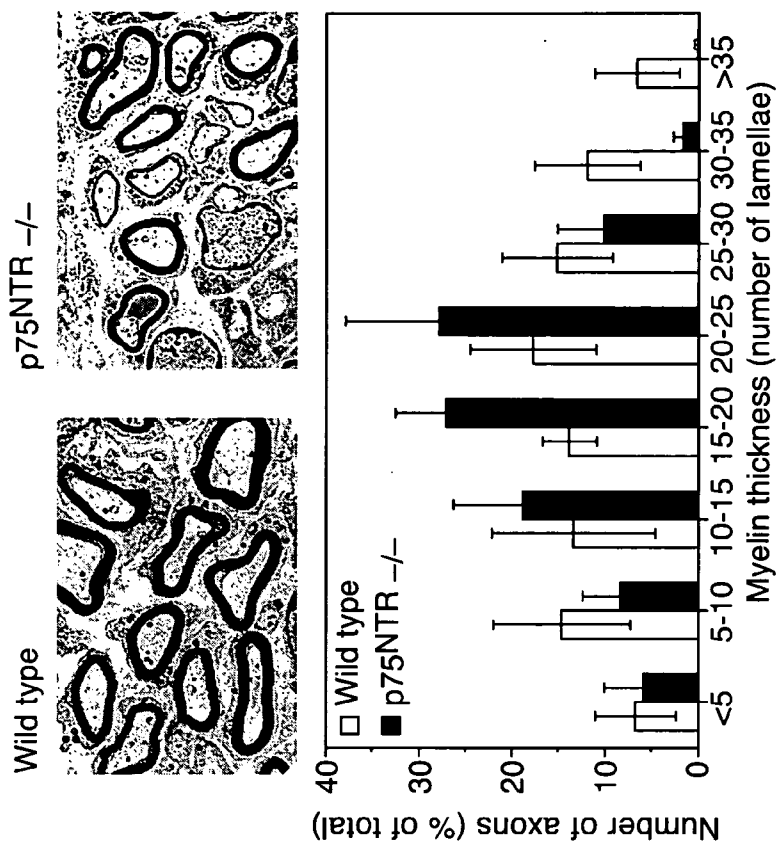 Wild type
p75NTR −/−
Number of axons (% of total)
40
30
20
10
0
Wild type
p75NTR −/−
<5
5-10
10-15
15-20
20-25
25-30
30-35
>35
Myelin thickness (number of lamellae)